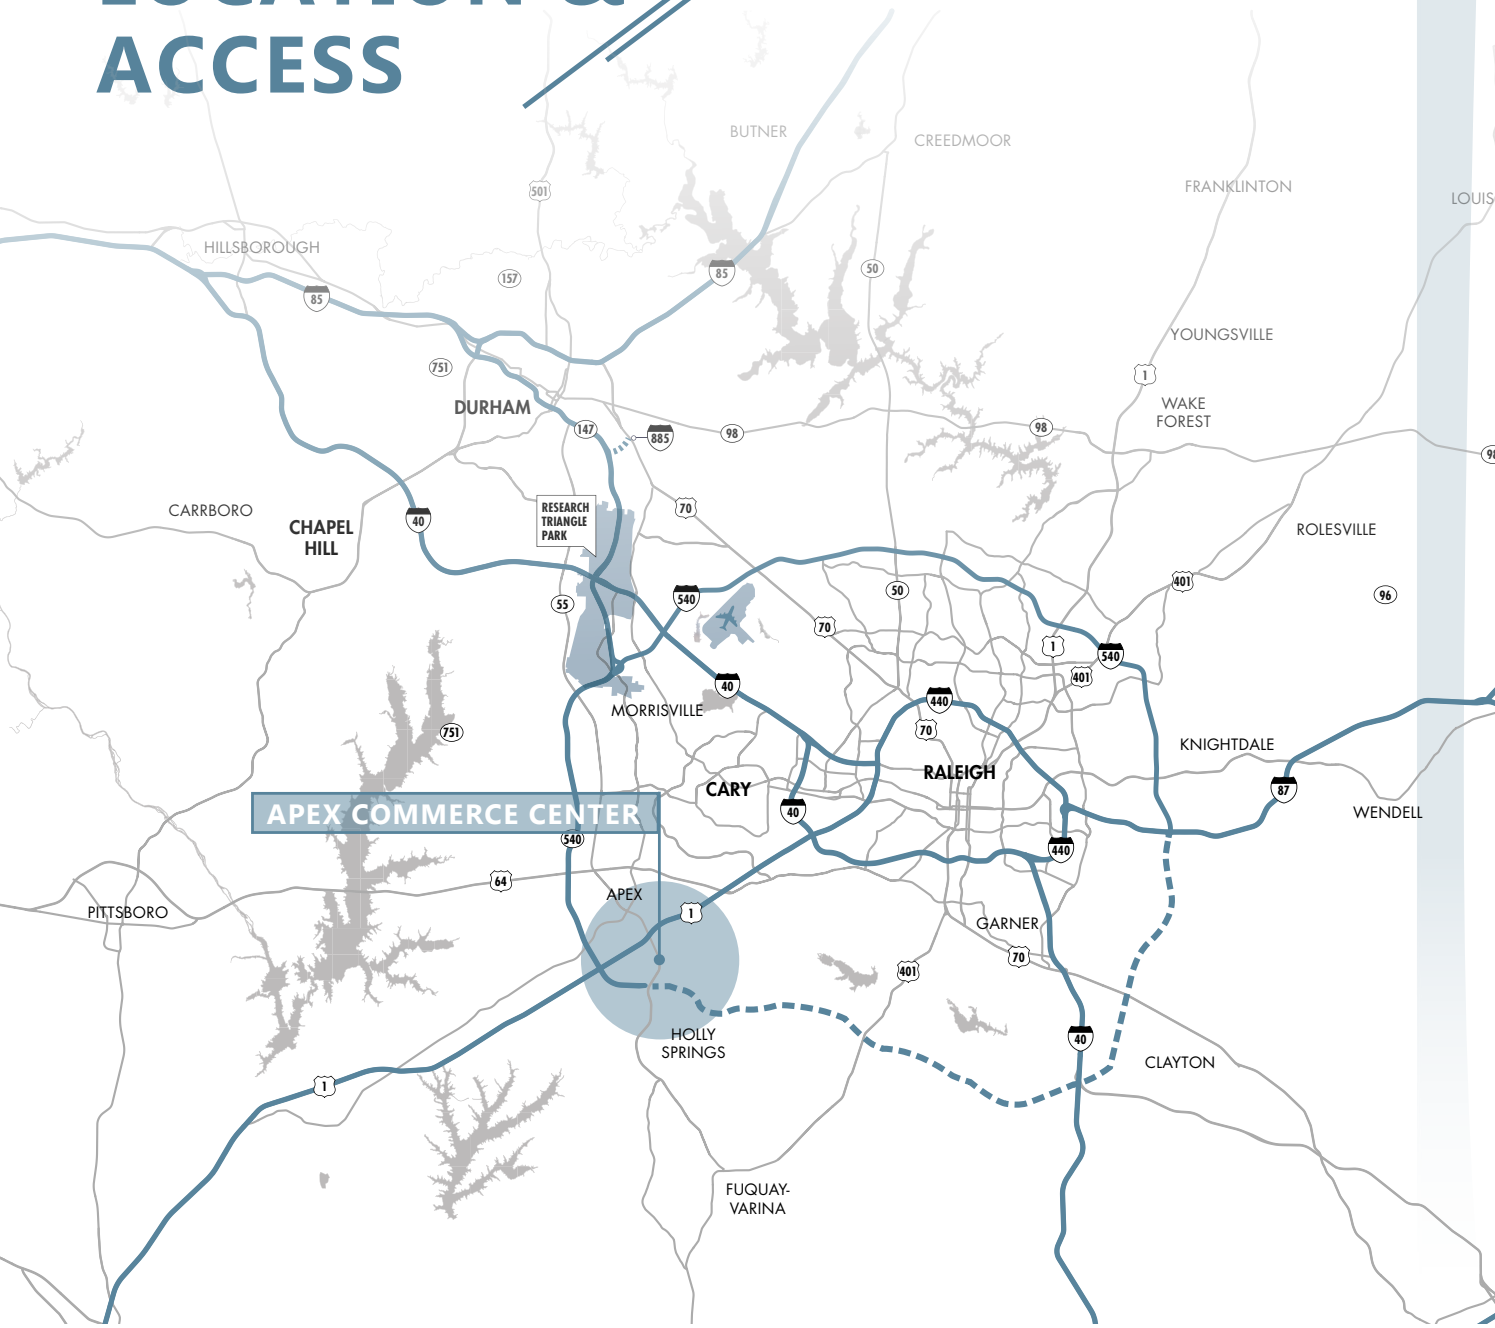 LOCATION &
ACCESS
BUTNER
CREEDMOOR
FRANKLINTON
501
HILLSBOROUGH
157
85
50
85
YOUNGSVILLE
751
1
DURHAM
WAKE
FOREST
147
885
98
98
CARRBORO
CHAPEL
HILL
40
RESEARCH
TRIANGLE
PARK
70
ROLESVILLE
401
55
540
50
96
70
1
540
401
40
440
MORRISVILLE
751
70
KNIGHTDALE
RALEIGH
CARY
87
APEX COMMERCE CENTER
40
WENDELL
540
440
64
APEX
PITTSBORO
1
GARNER
70
401
HOLLY
SPRINGS
40
CLAYTON
1
FUQUAY-
VARINA